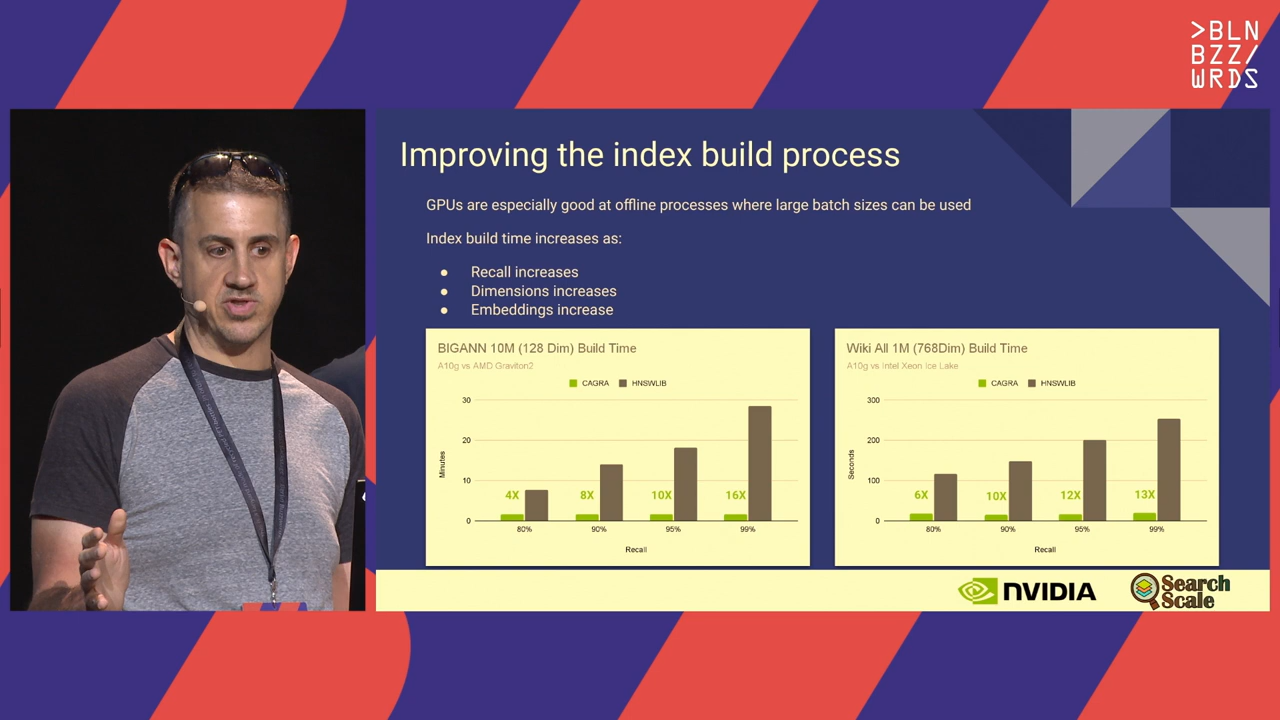 >BLN
BZZ/
WRDS
Improving the index build process
GPUs are especially good at offline processes where large batch sizes can be used
Index build time increases as:
● Recall increases
● Dimensions increases
● Embeddings increase
BIGANN 10M (128 Dim) Build Time
A10g vs AMD Graviton2
CAGRA HNSWLIB
Minutes
30
20
10
0
4X 8X 10X 16X
80% 90% 95% 99%
Recall
Wiki All 1M (768Dim) Build Time
A10g vs Intel Xeon Ice Lake
CAGRA HNSWLIB
Seconds
300
200
100
0
6X 10X 12X 13X
80% 90% 95% 99%
Recall
NVIDIA
Search
Scale